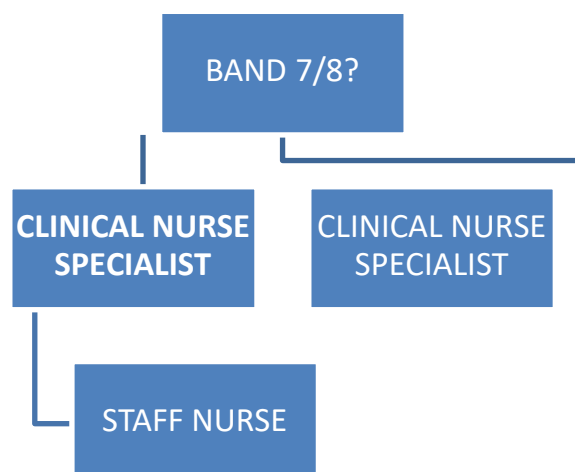 BAND 7/8?
CLINICAL NURSE
SPECIALIST
CLINICAL NURSE
SPECIALIST
STAFF NURSE